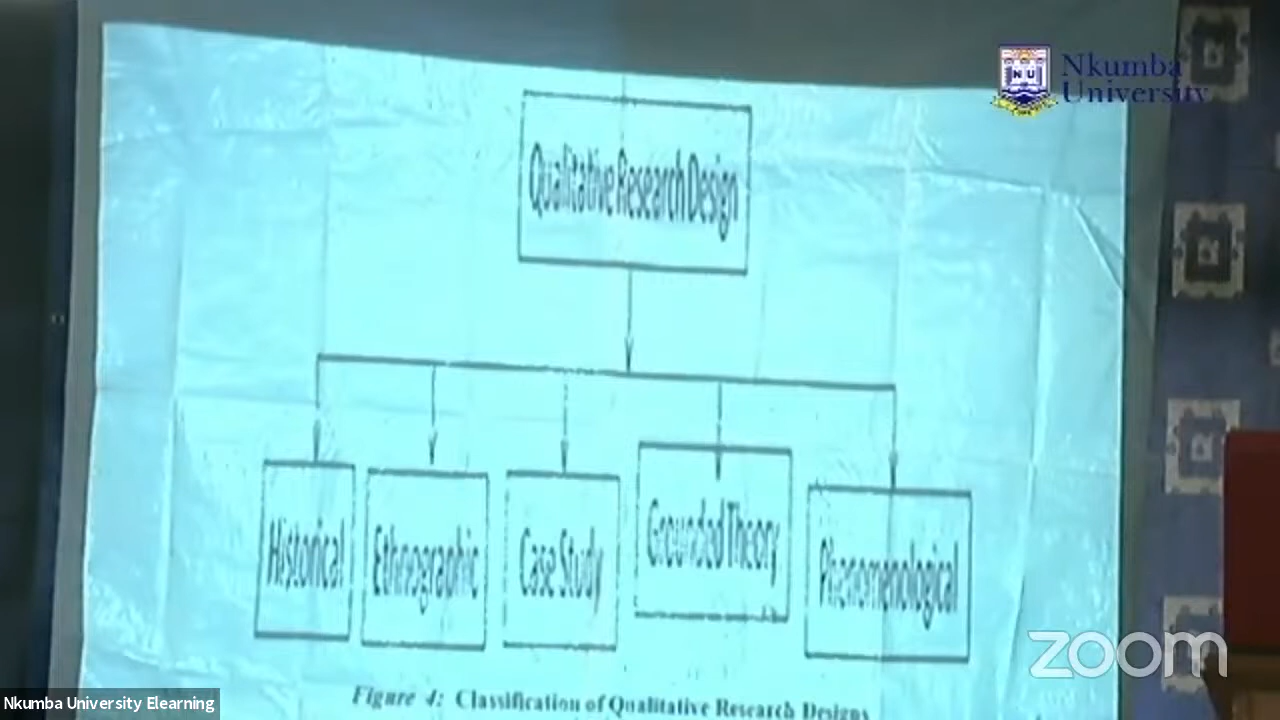 Nkumba
University
Qualitative Research Design
Historical
Ethnographic
Case Study
Grounded Theory
Phenomenological
Figure 4: Classification of Qualitative Research Designs
zoom
Nkumba University Elearning